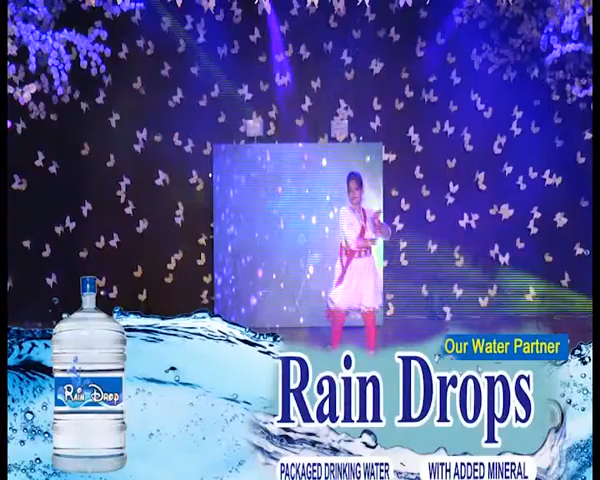 Our Water Partner
Rain Drops
Rain Drop
PACKAGED DRINKING WATER
WITH ADDED MINERAL